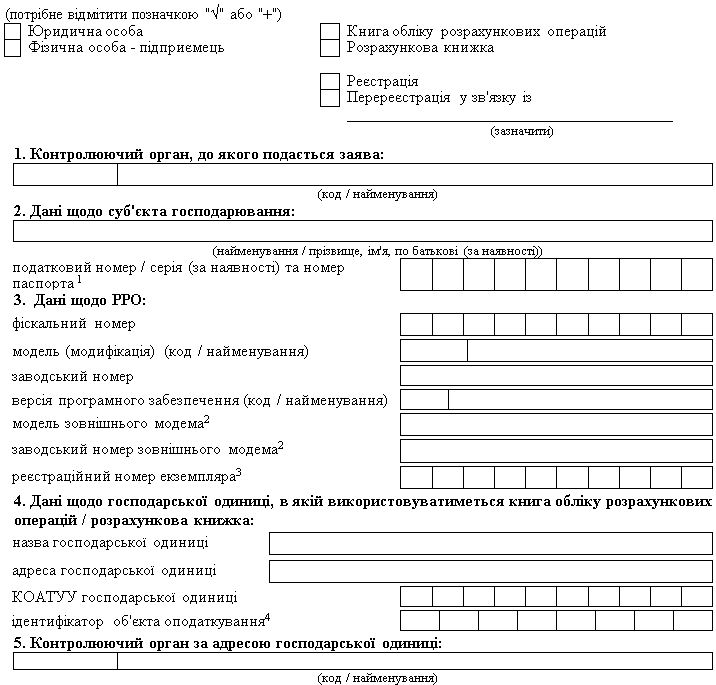 (потрібне відмітити позначкою "√" або "+")
Юридична особа
Фізична особа - підприємець
Книга обліку розрахункових операцій
Розрахункова книжка
Реєстрація
Перереєстрація у зв'язку із
(зазначити)
1. Контролюючий орган, до якого подається заява:
(код / найменування)
2. Дані щодо суб'єкта господарювання:
(найменування / прізвище, ім'я, по батькові (за наявності))
податковий номер / серія (за наявності) та номер
паспорта1
3. Дані щодо РРО:
фіскальний номер
модель (модифікація) (код / найменування)
заводський номер
версія програмного забезпечення (код / найменування)
модель зовнішнього модема2
заводський номер зовнішнього модема2
реєстраційний номер екземпляра3
4. Дані щодо господарської одиниці, в якій використовуватиметься книга обліку розрахункових
операцій / розрахункова книжка:
назва господарської одиниці
адреса господарської одиниці
КОАТУУ господарської одиниці
ідентифікатор об'єкта оподаткування4
5. Контролюючий орган за адресою господарської одиниці:
(код / найменування)